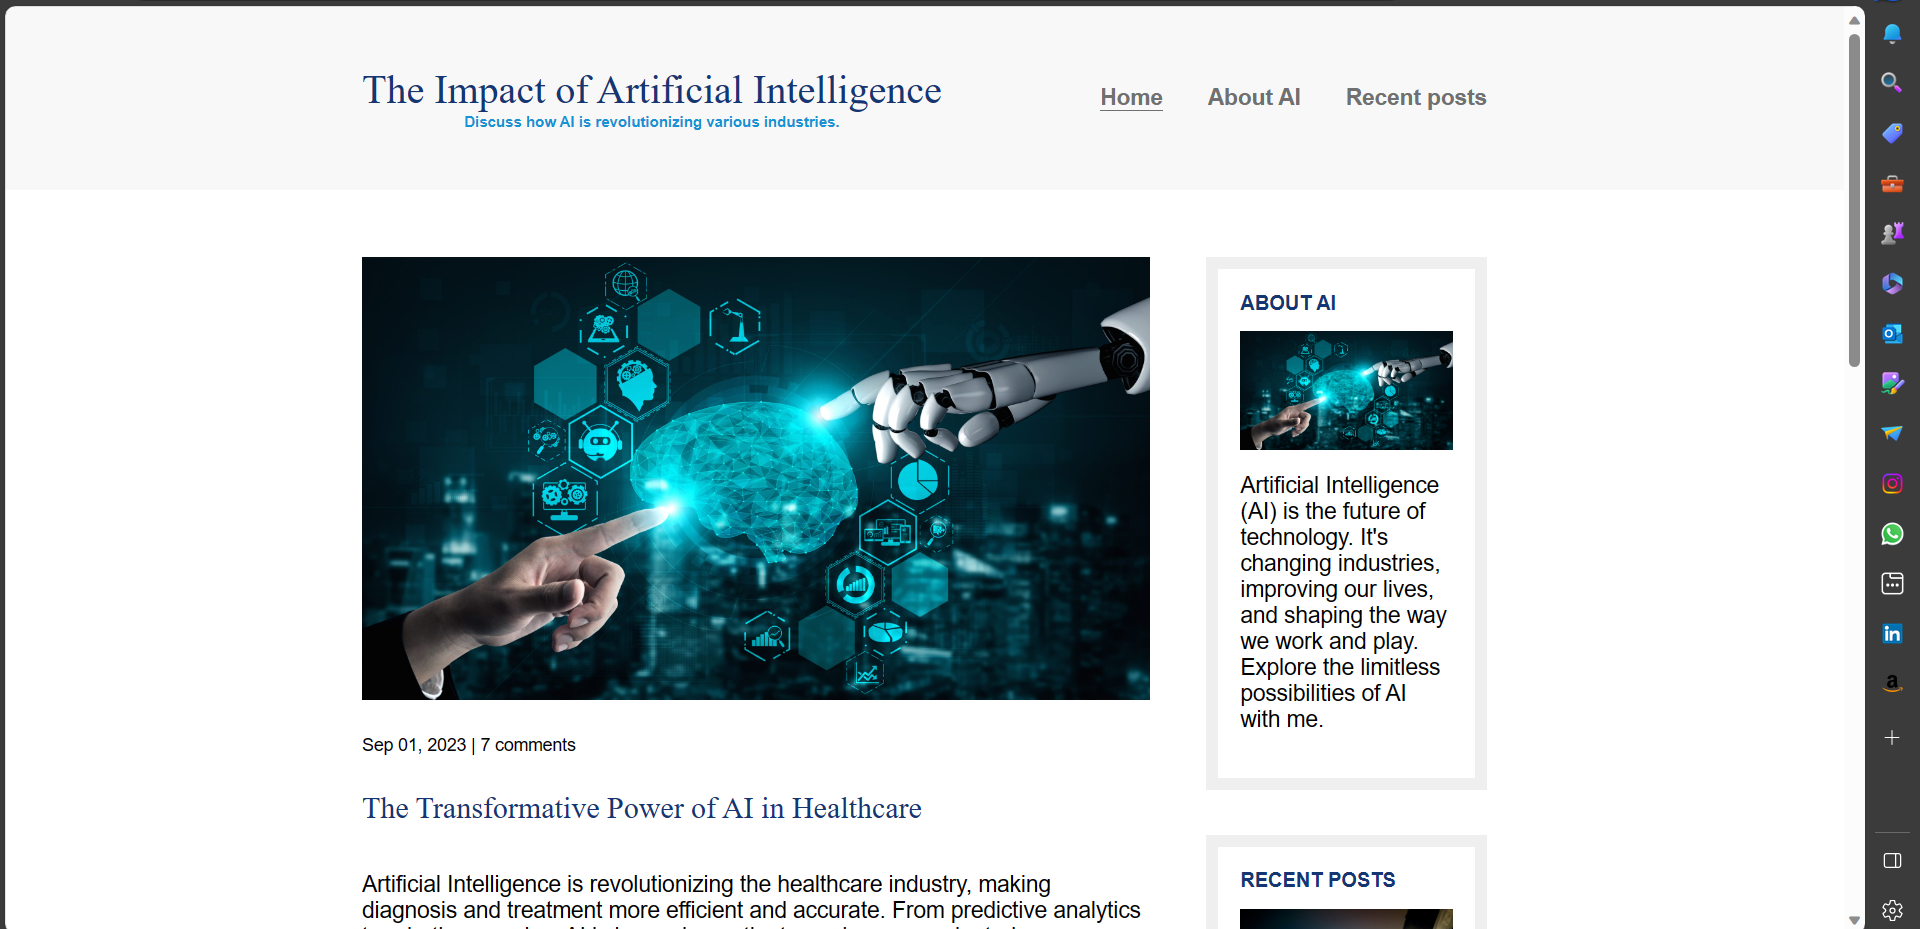 The Impact of Artificial Intelligence
Discuss how AI is revolutionizing various industries.
Home
About AI
Recent posts
Sep 01, 2023 | 7 comments
The Transformative Power of AI in Healthcare
Artificial Intelligence is revolutionizing the healthcare industry, making
diagnosis and treatment more efficient and accurate. From predictive analytics
ABOUT AI
Artificial Intelligence
(AI) is the future of
technology. It's
changing industries,
improving our lives,
and shaping the way
we work and play.
Explore the limitless
possibilities of AI
with me.
RECENT POSTS